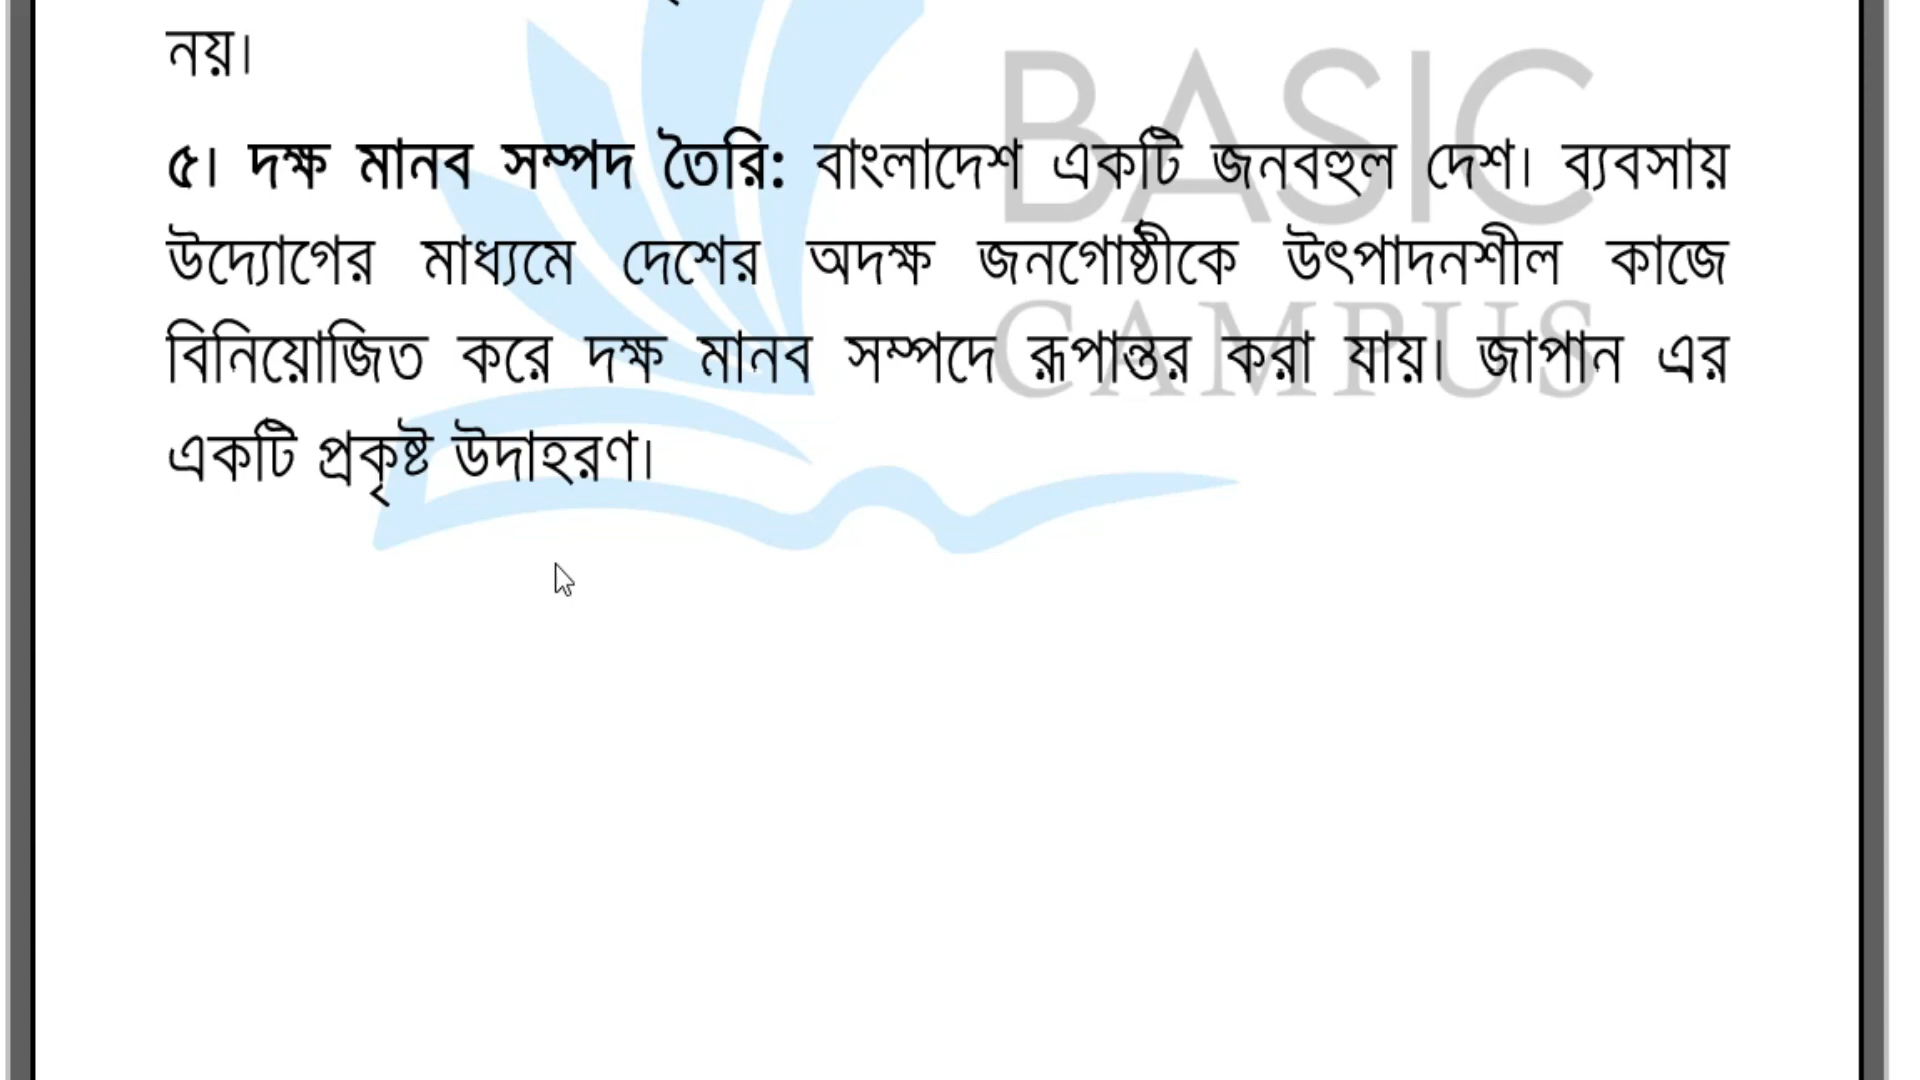 নয়।
BASIC
৫। দক্ষ মানব সম্পদ তৈরি: বাংলাদেশ একটি জনবহুল দেশ। ব্যবসায়
উদ্যোগের মাধ্যমে দেশের অদক্ষ জনগোষ্ঠীকে উৎপাদনশীল কাজে
CAMPUS
বিনিয়োজিত করে দক্ষ মানব সম্পদে রূপান্তর করা যায়। জাপান এর
একটি প্রকৃষ্ট উদাহরণ।